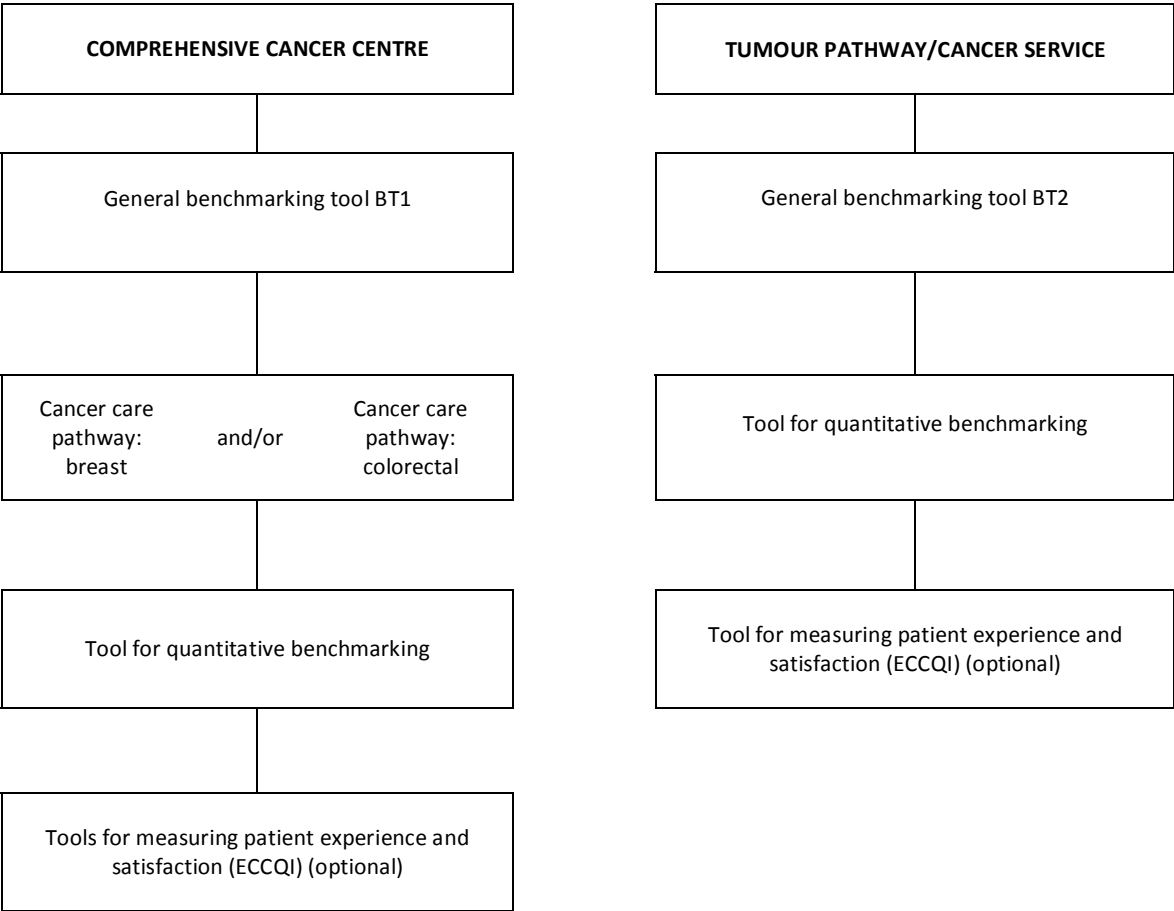 COMPREHENSIVE CANCER CENTRE
General benchmarking tool BT1
Cancer care
pathway:
breast
and/or
Cancer care
pathway:
colorectal
Tool for quantitative benchmarking
Tools for measuring patient experience and
satisfaction (ECCQI) (optional)
TUMOUR PATHWAY/CANCER SERVICE
General benchmarking tool BT2
Tool for quantitative benchmarking
Tool for measuring patient experience and
satisfaction (ECCQI) (optional)